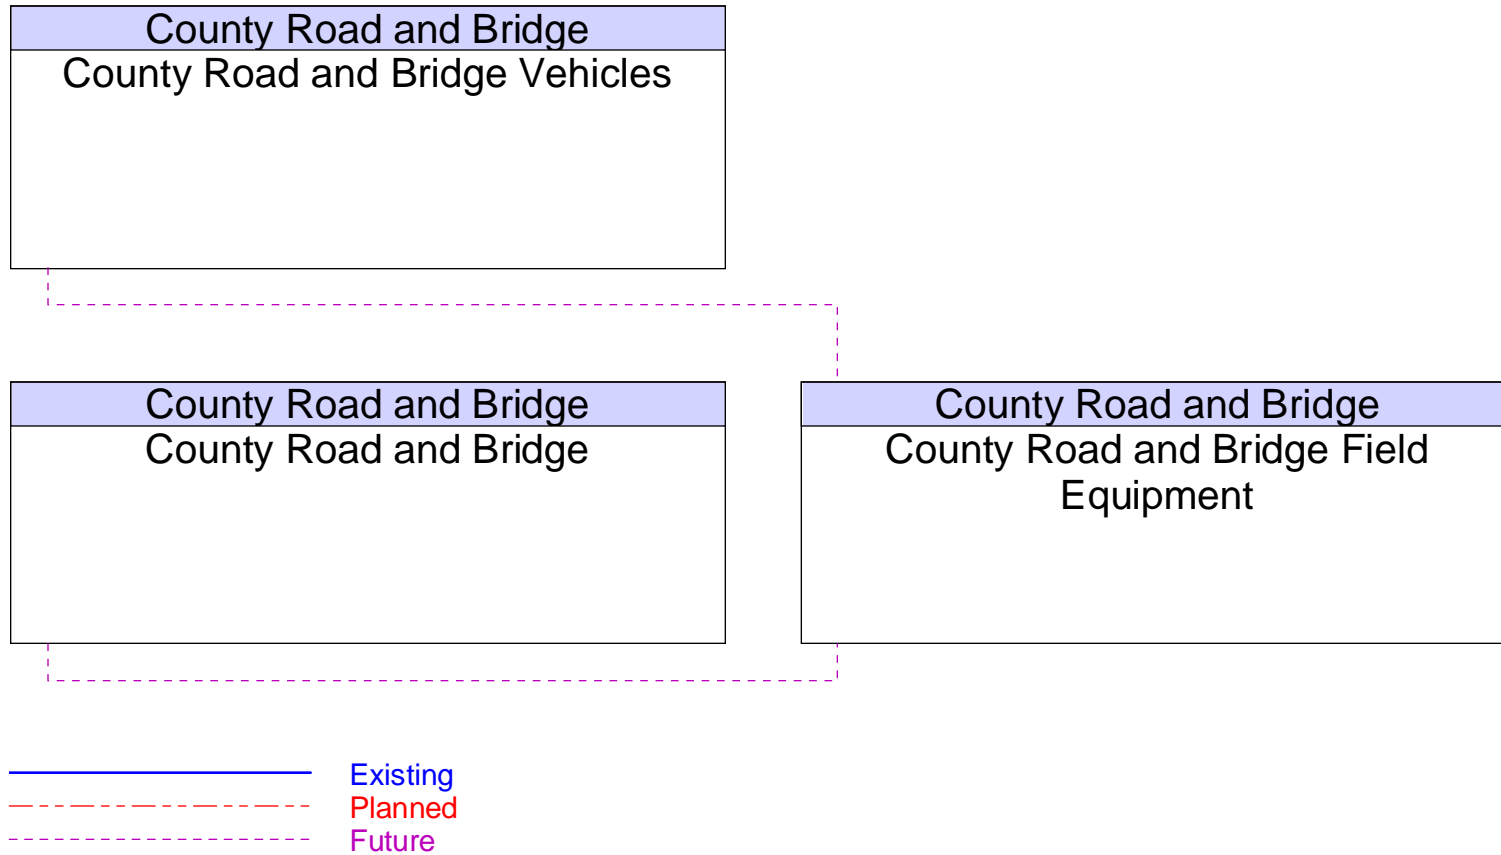 County Road and Bridge
County Road and Bridge Vehicles
County Road and Bridge
County Road and Bridge
County Road and Bridge
County Road and Bridge Field
Equipment
Existing
Planned
Future